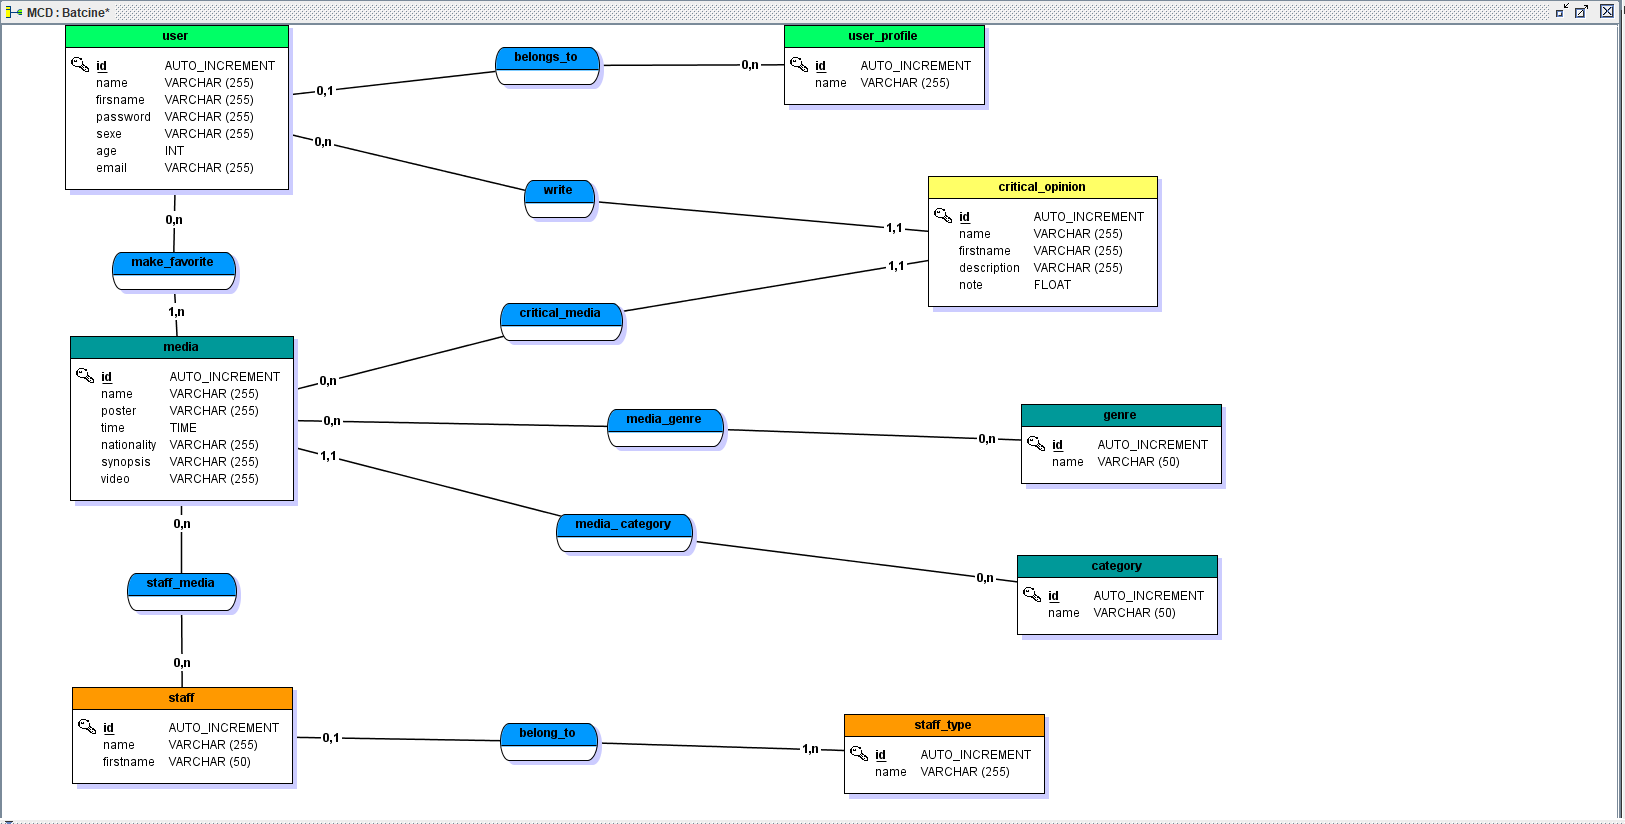 MCD : Batcine*
user
id AUTO_INCREMENT
name VARCHAR (255)
firsname VARCHAR (255)
password VARCHAR (255)
sexe VARCHAR (255)
age INT
email VARCHAR (255)
0,1
belongs_to
0,n
user_profile
id AUTO_INCREMENT
name VARCHAR (255)
0,n
write
1,1
critical_opinion
id AUTO_INCREMENT
name VARCHAR (255)
firstname VARCHAR (255)
description VARCHAR (255)
note FLOAT
0,n
make_favorite
1,n
1,1
critical_media
0,n
media
id AUTO_INCREMENT
name VARCHAR (255)
poster VARCHAR (255)
time TIME
nationality VARCHAR (255)
synopsis VARCHAR (255)
video VARCHAR (255)
0,n
media_genre
0,n
genre
id AUTO_INCREMENT
name VARCHAR (50)
1,1
media_ category
0,n
category
id AUTO_INCREMENT
name VARCHAR (50)
0,n
staff_media
0,n
staff
id AUTO_INCREMENT
name VARCHAR (255)
firstname VARCHAR (50)
0,1
belong_to
1,n
staff_type
id AUTO_INCREMENT
name VARCHAR (255)